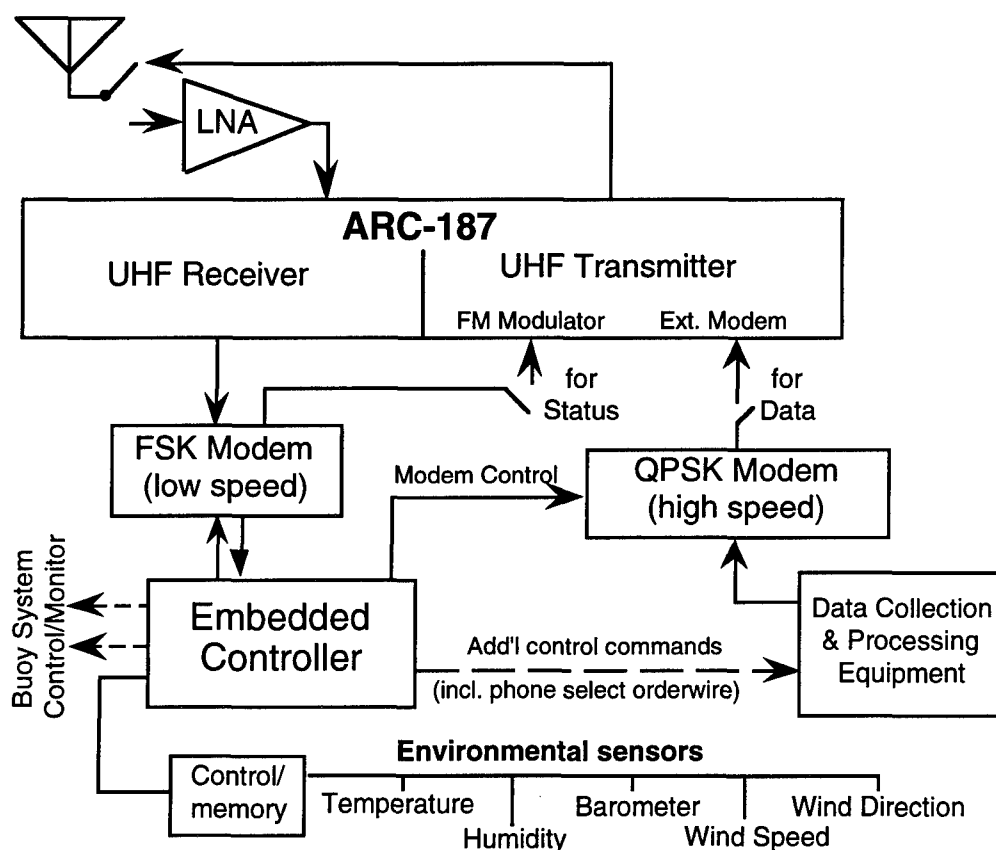 LNA
ARC-187
UHF Receiver
UHF Transmitter
FM Modulator
Ext. Modem
for
Status
for
Data
FSK Modem
(low speed)
QPSK Modem
(high speed)
Modem Control
Buoy System
Control/Monitor
Embedded
Controller
Add'l control commands
(incl. phone select orderwire)
Data Collection
& Processing
Equipment
Environmental sensors
Control/
memory
Temperature
Humidity
Barometer
Wind Speed
Wind Direction